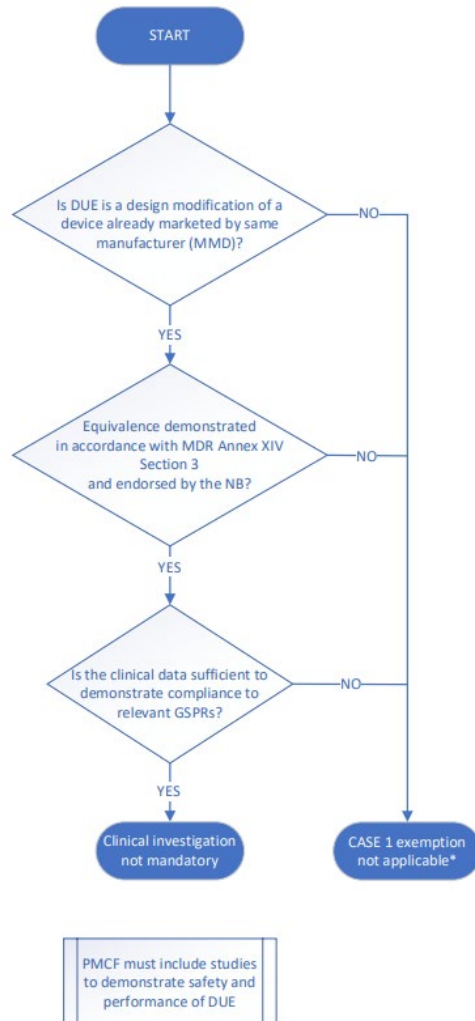 START
Is DUE is a design modification of a
device already marketed by same
manufacturer (MMD)?
NO
YES
Equivalence demonstrated
in accordance with MDR Annex XIV
Section 3
and endorsed by the NB?
NO
YES
Is the clinical data sufficient to
demonstrate compliance to
relevant GSPRs?
NO
YES
Clinical investigation
not mandatory
CASE 1 exemption
not applicable*
PMCF must include studies
to demonstrate safety and
performance of DUE